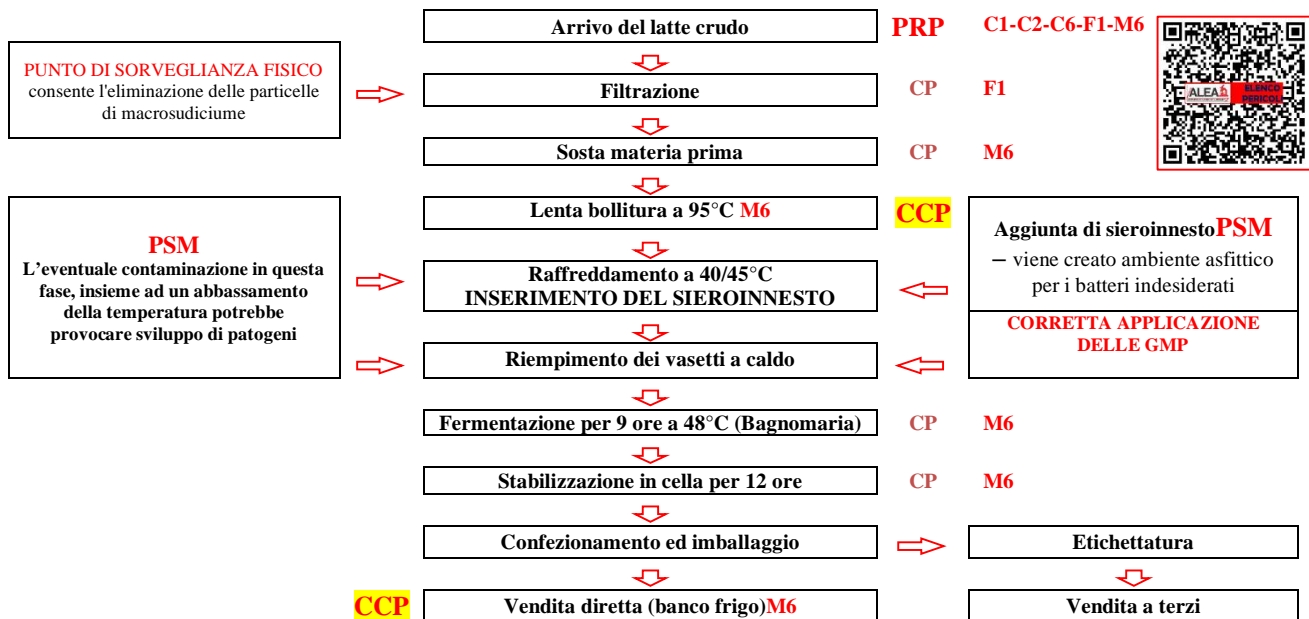 Arrivo del latte crudo
PRP
C1-C2-C6-F1-M6
PUNTO DI SORVEGLIANZA FISICO
consente l'eliminazione delle particelle
di macrosudiciume
Filtrazione
CP
F1
ALEA
ELENCO
PERICOLI
Sosta materia prima
CP
M6
Lenta bollitura a 95°C M6
CCP
PSM
L'eventuale contaminazione in questa
fase, insieme ad un abbassamento
della temperatura potrebbe
provocare sviluppo di patogeni
Raffreddamento a 40/45°C
INSERIMENTO DEL SIEROINNESTO
Aggiunta di sieroinnestoPSM
– viene creato ambiente asfittico
per i batteri indesiderati
CORRETTA APPLICAZIONE
DELLE GMP
Riempimento dei vasetti a caldo
Fermentazione per 9 ore a 48°C (Bagnomaria)
CP
M6
Stabilizzazione in cella per 12 ore
CP
M6
Confezionamento ed imballaggio
Etichettatura
CCP
Vendita diretta (banco frigo)M6
Vendita a terzi